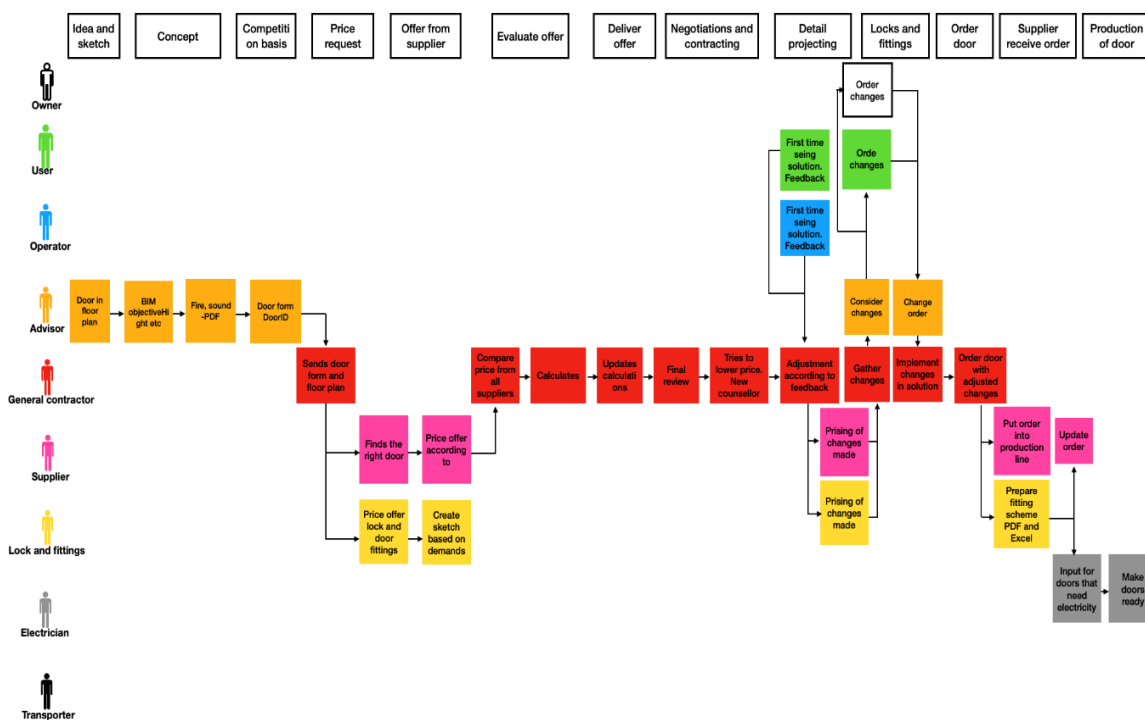 Idea and
sketch
Concept
Competiti
on basis
Price
request
Offer from
supplier
Evaluate offer
Deliver
offer
Negotiations and
contracting
Detail
projecting
Locks and
fittings
Order
door
Supplier
receive order
Production
of door
Owner
Order
changes
User
First time
seing
solution.
Feedback
Orde
changes
Operator
First time
seing
solution.
Feedback
Advisor
Door in
floor
plan
BIM
objectiveHi
ght etc
Fire, sound
-PDF
Door form
DoorID
Consider
changes
Change
order
General contractor
Sends door
form and
floor plan
Compare
price from
all
suppliers
Calculates
Updates
calculati
ons
Final
review
Tries to
lower price.
New
counsellor
Adjustment
according to
feedback
Gather
changes
Implement
changes in
solution
Order door
with
adjusted
changes
Supplier
Finds the
right door
Price offer
according
to
Prising of
changes
made
Put order
into
production
line
Update
order
Lock and fittings
Price offer
lock and
door
fittings
Create
sketch
based on
demands
Prising of
changes
made
Prepare
fitting
scheme
PDF and
Excel
Electrician
Input for
doors that
need
electricity
Make
doors
ready
Transporter